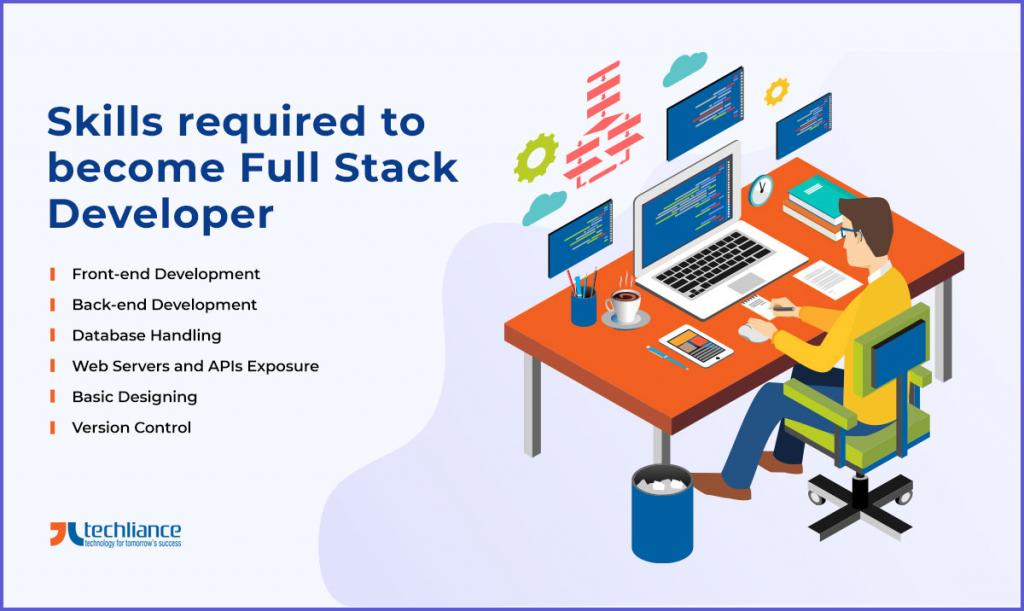 Skills required to
become Full Stack
Developer
Front-end Development
Back-end Development
Database Handling
Web Servers and APIs Exposure
Basic Designing
Version Control
techliance
technology for tomorrow's success